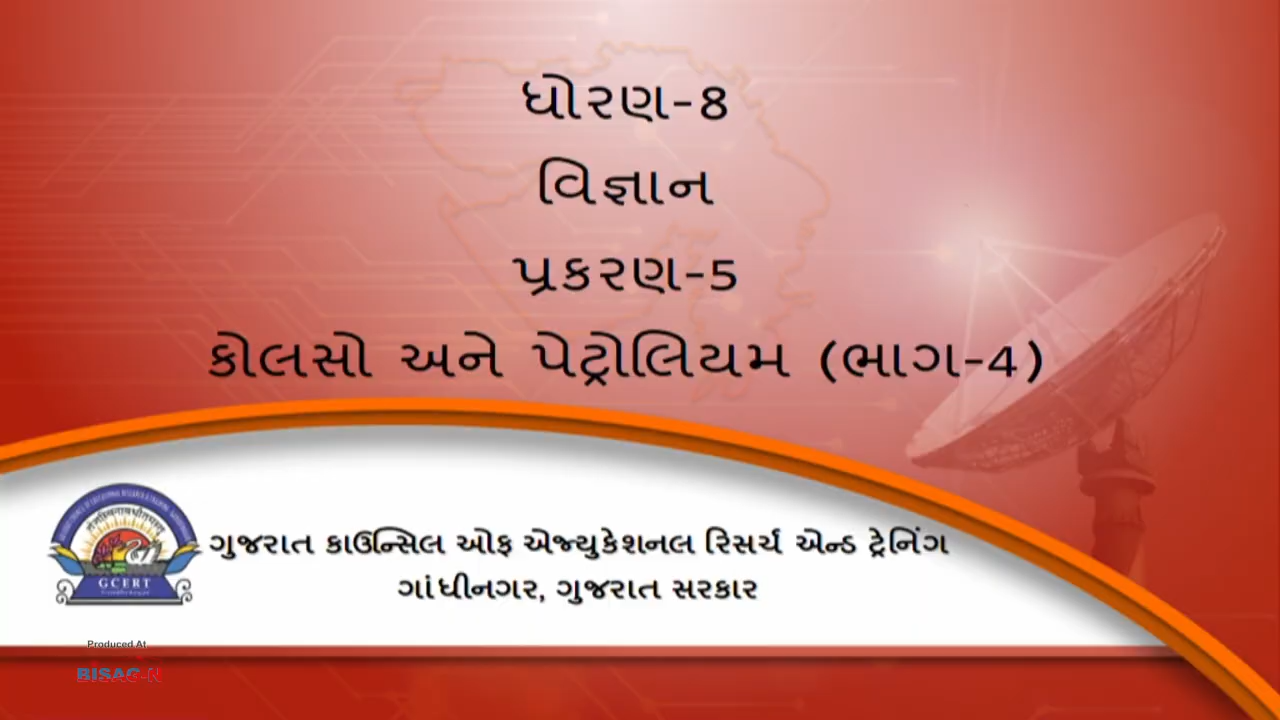 ધોરણ-8
વિજ્ઞાન
પ્રકરણ-5
કોલસો અને પેટ્રોલિયમ (ભાગ-4)
ગુજરાત કાઉન્સિલ ઓફ એજ્યુકેશનલ રિસર્ચ એન્ડ ટ્રેનિંગ
ગાંધીનગર, ગુજરાત સરકાર
GCERT
Produced At
BISAG-N